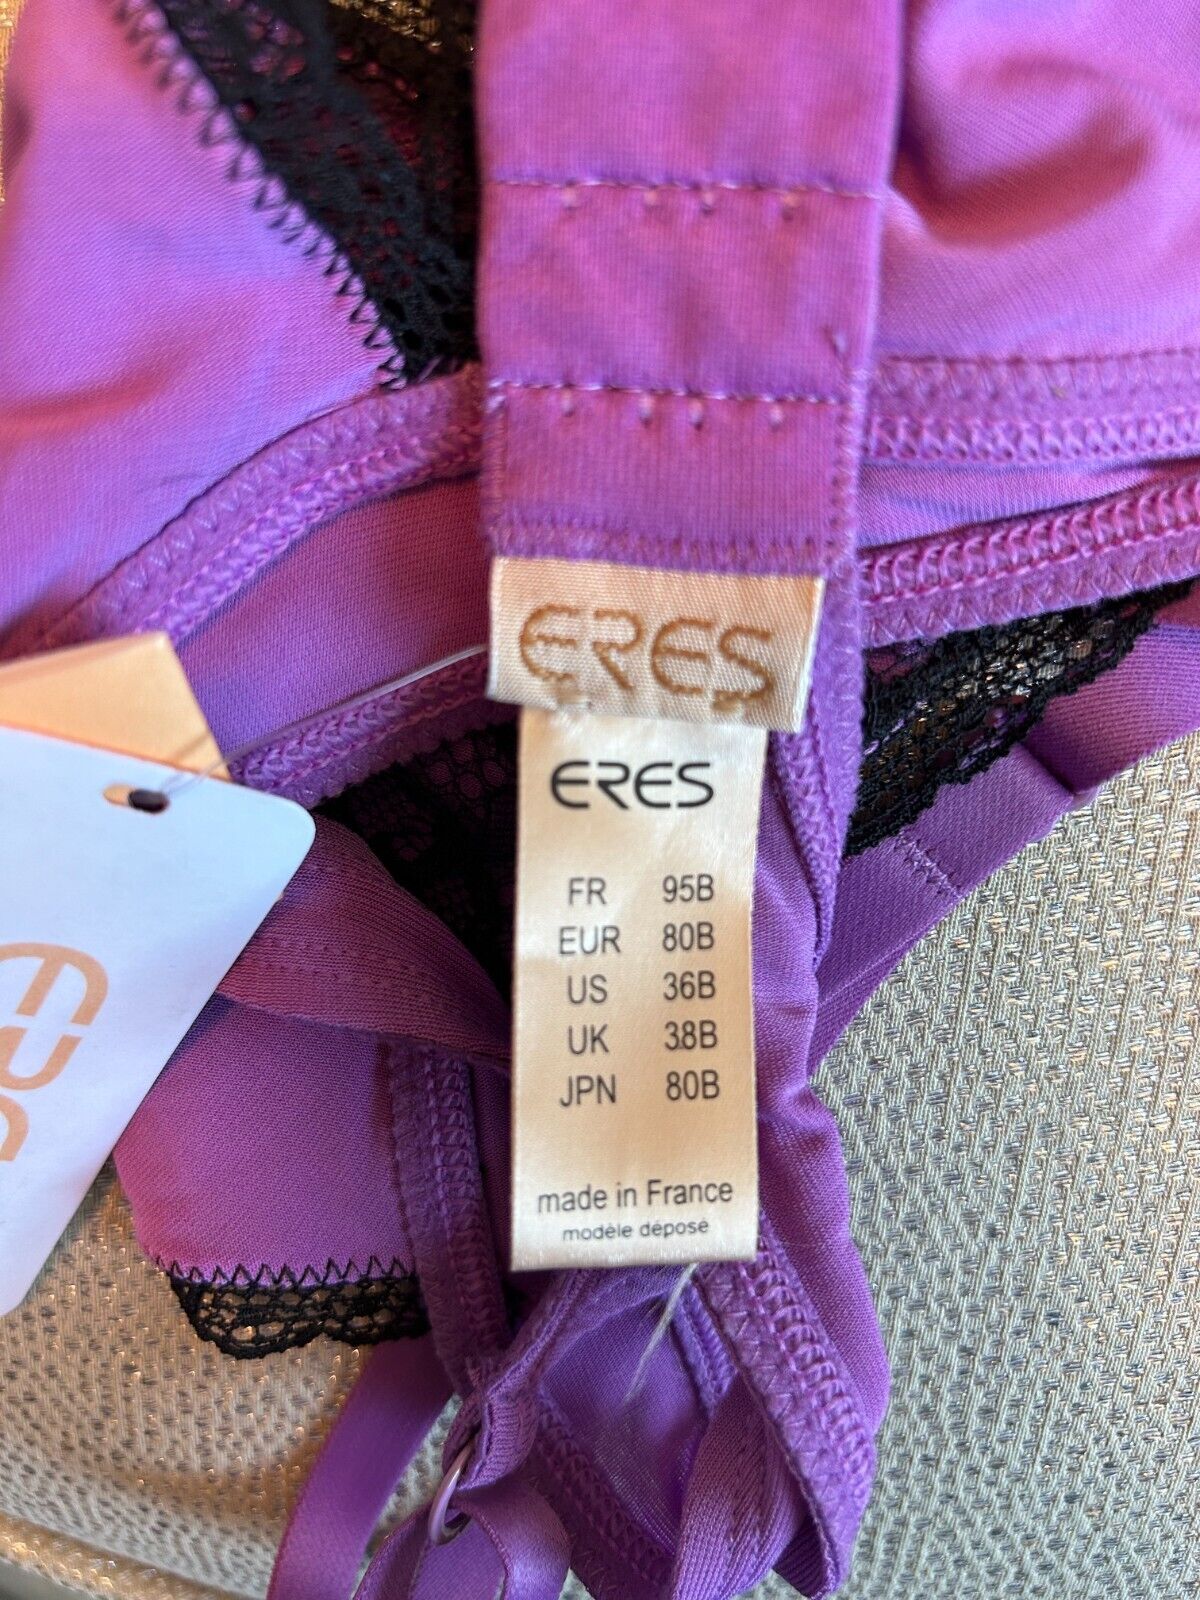 ERES
ERES
FR 95B
EUR 80B
US 36B
UK 38B
JPN 80B
made in France
modèle déposé